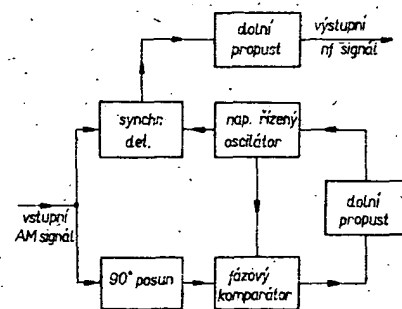 dolní
propust
výstupní
nf signál
synchr.
det.
nap. řízený
oscilátor
dolní
propust
vstupní
AM signál
90° posun
fázový
komparátor